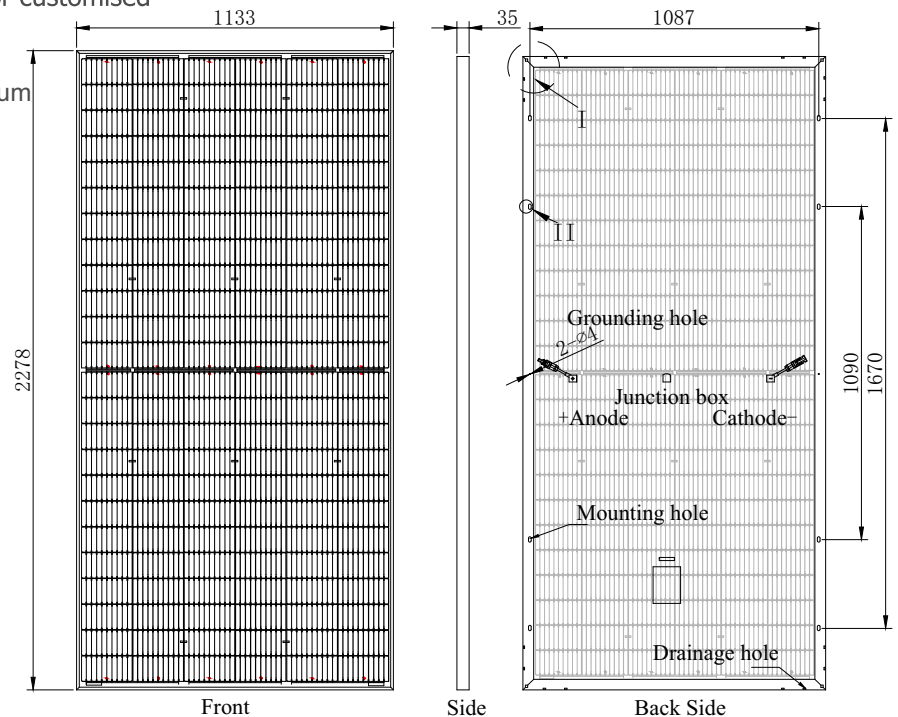 r customised
um
1133
35
1087
2278
I
II
Grounding hole
2-⌀4
Junction box
+Anode
Cathode-
1090
1670
Mounting hole
Drainage hole
Front
Side
Back Side